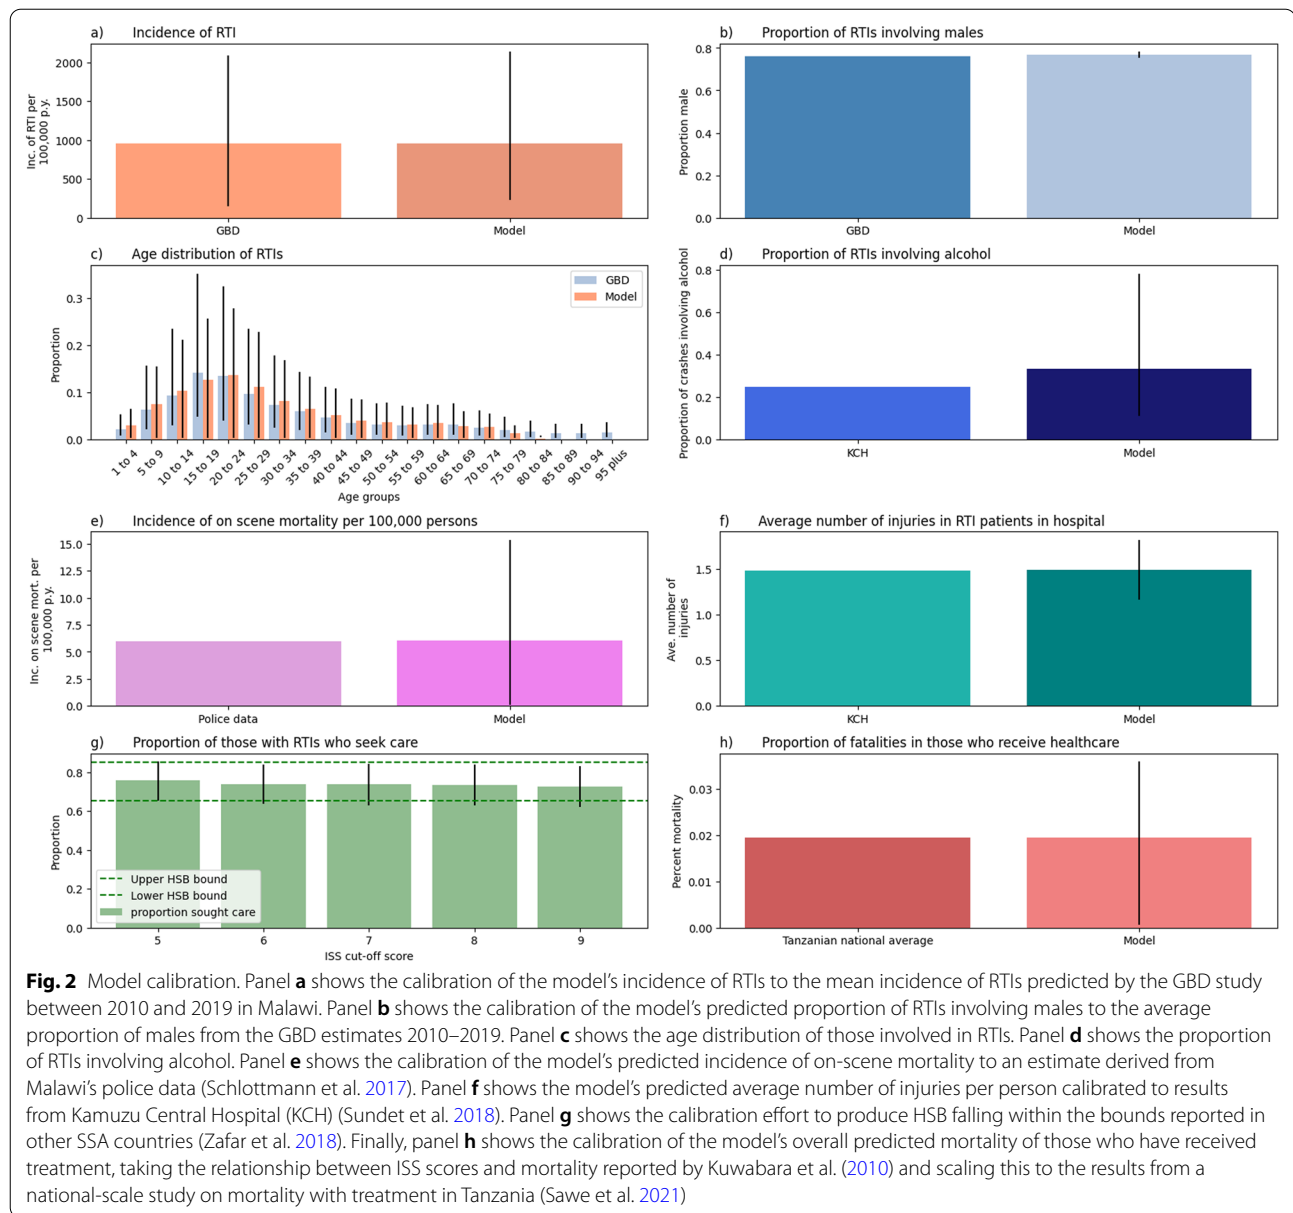 a) Incidence of RTI
Inc. of RTI per
100,000 p.y.
2000
1500
1000
500
0
GBD
Model
b) Proportion of RTIs involving males
Proportion male
0.8
0.6
0.4
0.2
0.0
GBD
Model
c) Age distribution of RTIs
Proportion
0.3
0.2
0.1
0.0
GBD
Model
1 to 4
5 to 9
10 to 14
15 to 19
20 to 24
25 to 29
30 to 34
35 to 39
40 to 44
45 to 49
50 to 54
55 to 59
60 to 64
65 to 69
70 to 74
75 to 79
80 to 84
85 to 89
90 to 94
95 plus
Age groups
d) Proportion of RTIs involving alcohol
Proportion of crashes involving alcohol
0.8
0.6
0.4
0.2
0.0
KCH
Model
e) Incidence of on scene mortality per 100,000 persons
Inc. on scene mort. per
100,000 p.y.
15.0
12.5
10.0
7.5
5.0
2.5
0.0
Police data
Model
f) Average number of injuries in RTI patients in hospital
Ave. number of
injuries
1.5
1.0
0.5
0.0
KCH
Model
g) Proportion of those with RTIs who seek care
Proportion
0.8
0.6
0.4
0.2
0.0
Upper HSB bound
Lower HSB bound
proportion sought care
5
6
7
8
9
ISS cut-off score
h) Proportion of fatalities in those who receive healthcare
Percent mortality
0.03
0.02
0.01
0.00
Tanzanian national average
Model
Fig. 2 Model calibration. Panel a shows the calibration of the model's incidence of RTIs to the mean incidence of RTIs predicted by the GBD study
between 2010 and 2019 in Malawi. Panel b shows the calibration of the model's predicted proportion of RTIs involving males to the average
proportion of males from the GBD estimates 2010–2019. Panel c shows the age distribution of those involved in RTIs. Panel d shows the proportion
of RTIs involving alcohol. Panel e shows the calibration of the model's predicted incidence of on-scene mortality to an estimate derived from
Malawi's police data (Schlottmann et al. 2017). Panel f shows the model's predicted average number of injuries per person calibrated to results
from Kamuzu Central Hospital (KCH) (Sundet et al. 2018). Panel g shows the calibration effort to produce HSB falling within the bounds reported in
other SSA countries (Zafar et al. 2018). Finally, panel h shows the calibration of the model's overall predicted mortality of those who have received
treatment, taking the relationship between ISS scores and mortality reported by Kuwabara et al. (2010) and scaling this to the results from a
national-scale study on mortality with treatment in Tanzania (Sawe et al. 2021)